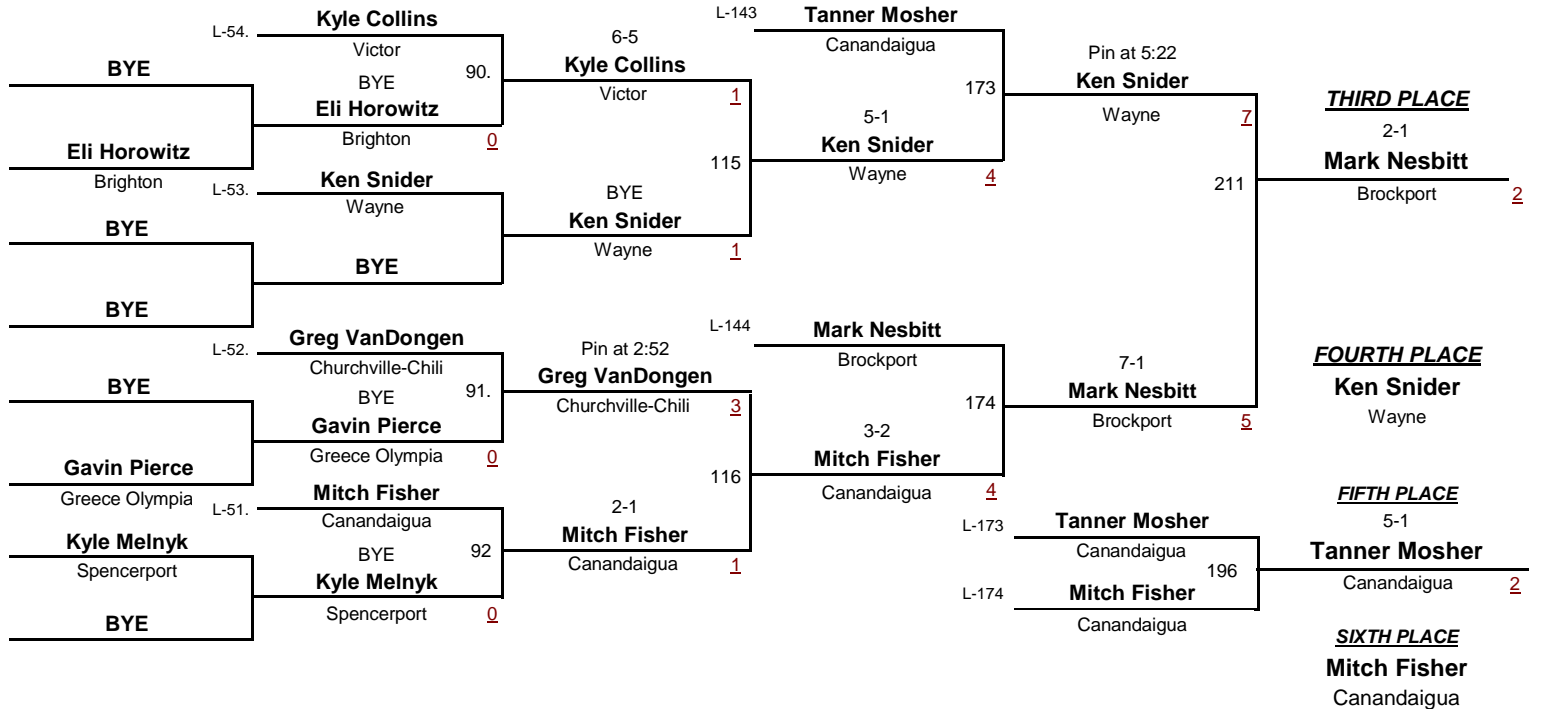 BYE
Eli Horowitz
Brighton
BYE
BYE
BYE
Gavin Pierce
Greece Olympia
Kyle Melnyk
Spencerport
BYE
L-54.
Kyle Collins
Victor
BYE
90.
Eli Horowitz
Brighton
0
L-53.
Ken Snider
Wayne
BYE
L-52.
Greg VanDongen
Churchville-Chili
BYE
91.
Gavin Pierce
Greece Olympia
0
L-51.
Mitch Fisher
Canandaigua
BYE
92
Kyle Melnyk
Spencerport
0
6-5
Kyle Collins
Victor
1
115
BYE
Ken Snider
Wayne
1
Pin at 2:52
Greg VanDongen
Churchville-Chili
3
116
2-1
Mitch Fisher
Canandaigua
1
L-143
Tanner Mosher
Canandaigua
173
5-1
Ken Snider
Wayne
4
L-144
Mark Nesbitt
Brockport
174
3-2
Mitch Fisher
Canandaigua
4
Pin at 5:22
Ken Snider
Wayne
7
211
7-1
Mark Nesbitt
Brockport
5
L-173
Tanner Mosher
Canandaigua
196
L-174
Mitch Fisher
Canandaigua
THIRD PLACE
2-1
Mark Nesbitt
Brockport
2
FOURTH PLACE
Ken Snider
Wayne
FIFTH PLACE
5-1
Tanner Mosher
Canandaigua
2
SIXTH PLACE
Mitch Fisher
Canandaigua